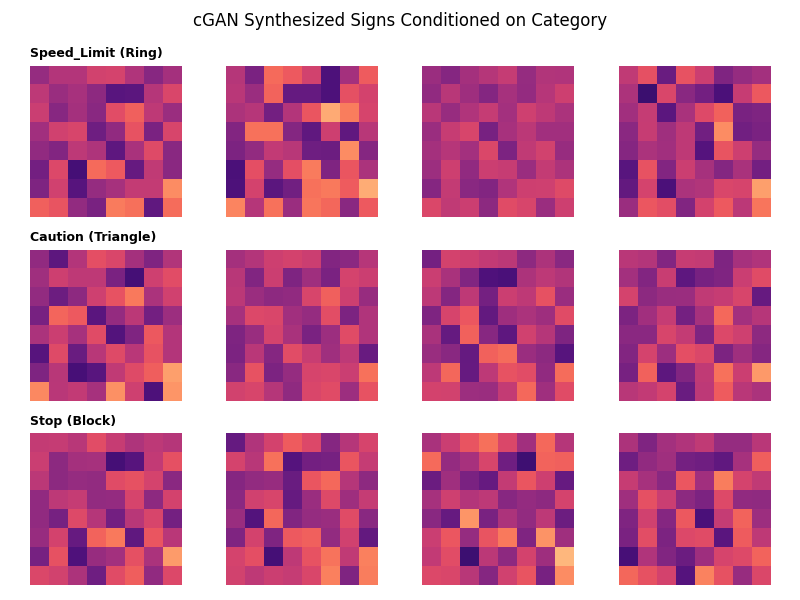 cGAN Synthesized Signs Conditioned on Category
Speed_Limit (Ring)
Caution (Triangle)
Stop (Block)